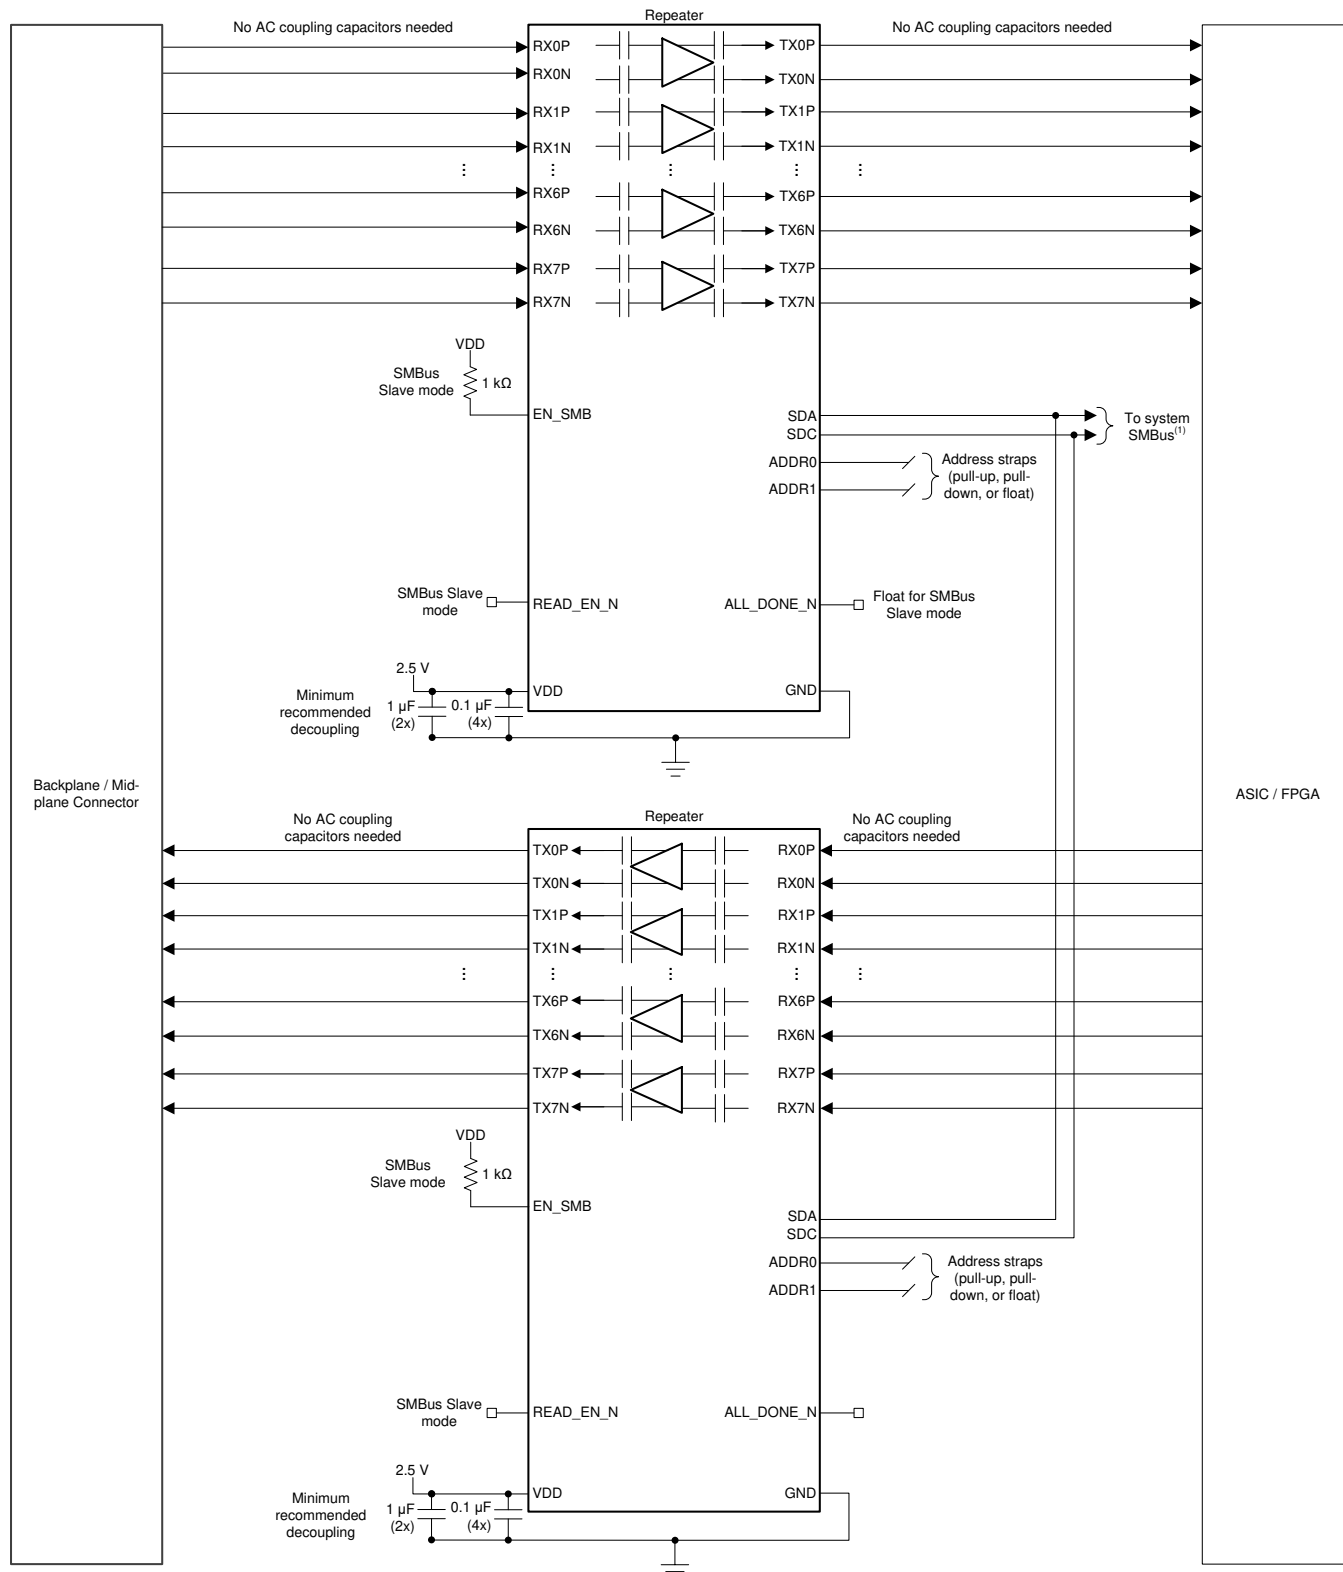 Repeater
No AC coupling capacitors needed
No AC coupling capacitors needed
RX0P
TX0P
RX0N
TX0N
RX1P
TX1P
RX1N
TX1N
⋮ ⋮ ⋮ ⋮ ⋮
RX6P
TX6P
RX6N
TX6N
RX7P
TX7P
RX7N
TX7N
VDD
SMBus
Slave mode
1 kΩ
EN_SMB
SDA
SDC
To system
SMBus(1)
ADDR0
ADDR1
Address straps
(pull-up, pull-
down, or float)
SMBus Slave
mode
READ_EN_N
ALL_DONE_N
Float for SMBus
Slave mode
2.5 V
VDD
GND
Minimum
recommended
decoupling
1 µF
(2x)
0.1 µF
(4x)
Backplane / Mid-
plane Connector
ASIC / FPGA
Repeater
No AC coupling
capacitors needed
No AC coupling
capacitors needed
TX0P
RX0P
TX0N
RX0N
TX1P
RX1P
TX1N
RX1N
⋮ ⋮ ⋮ ⋮ ⋮
TX6P
RX6P
TX6N
RX6N
TX7P
RX7P
TX7N
RX7N
VDD
SMBus
Slave mode
1 kΩ
EN_SMB
SDA
SDC
ADDR0
ADDR1
Address straps
(pull-up, pull-
down, or float)
SMBus Slave
mode
READ_EN_N
ALL_DONE_N
2.5 V
VDD
GND
Minimum
recommended
decoupling
1 µF
(2x)
0.1 µF
(4x)